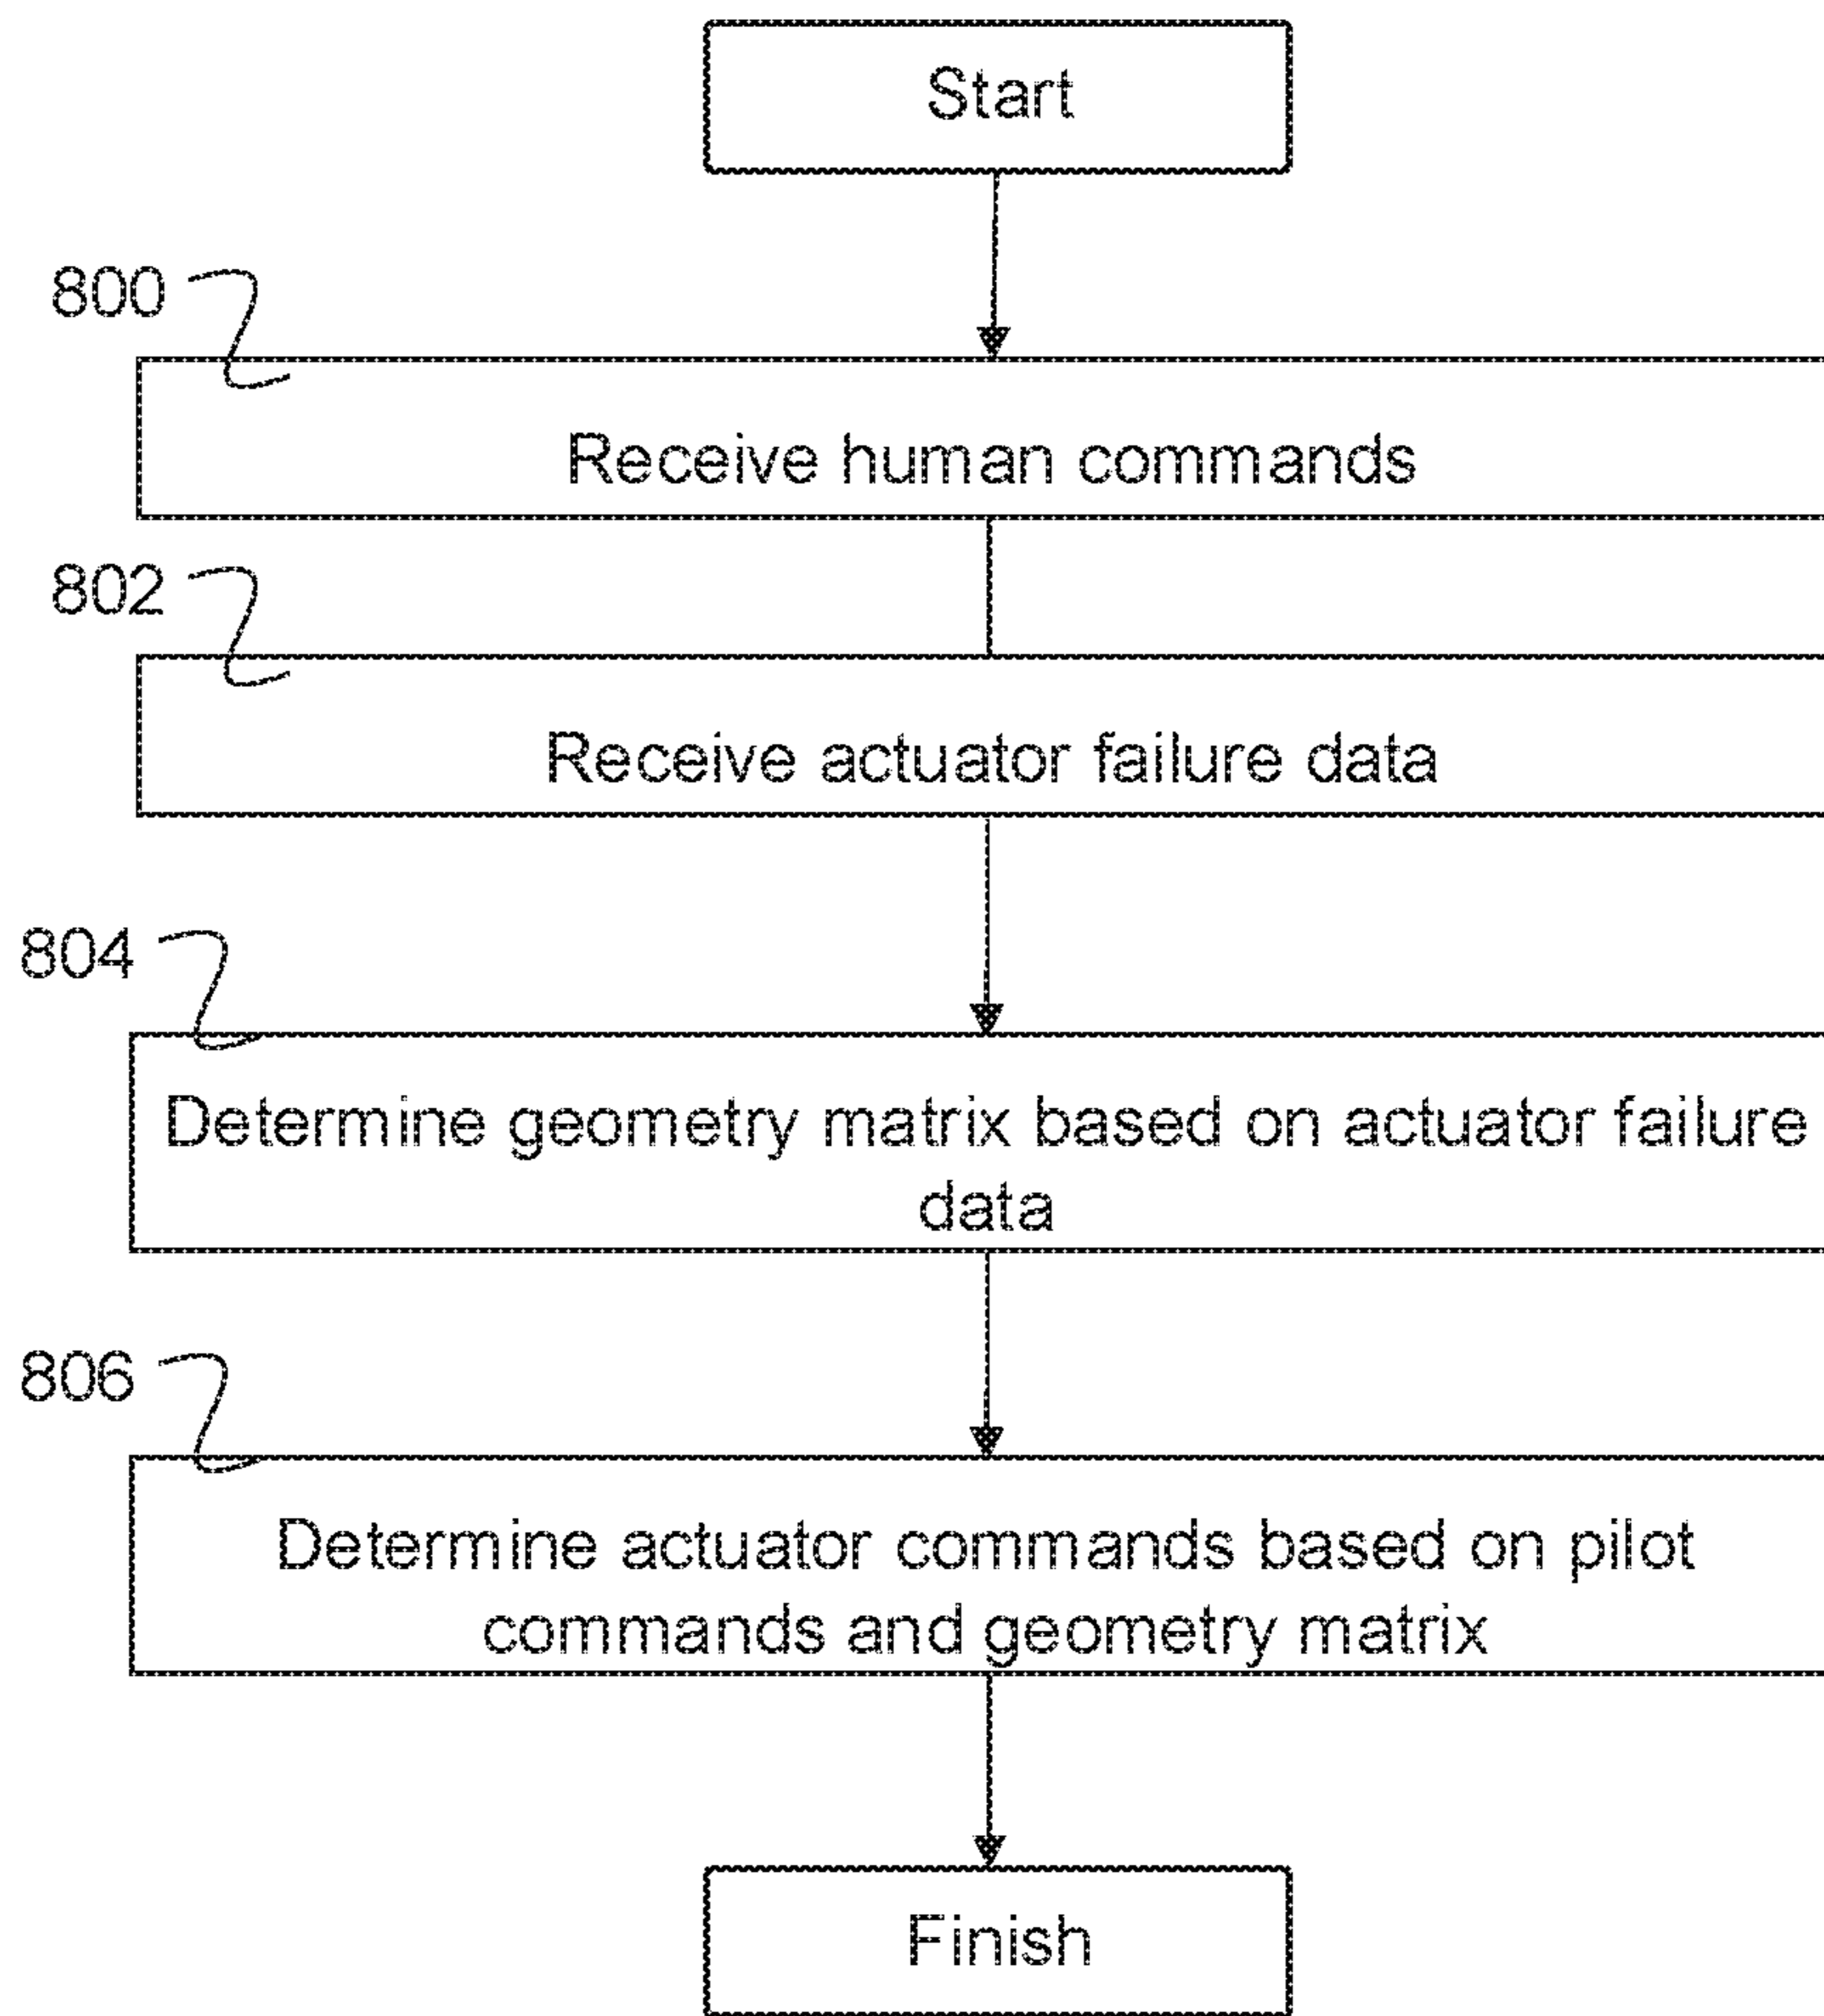 Start
800
Receive human commands
802
Receive actuator failure data
804
Determine geometry matrix based on actuator failure
data
806
Determine actuator commands based on pilot
commands and geometry matrix
Finish